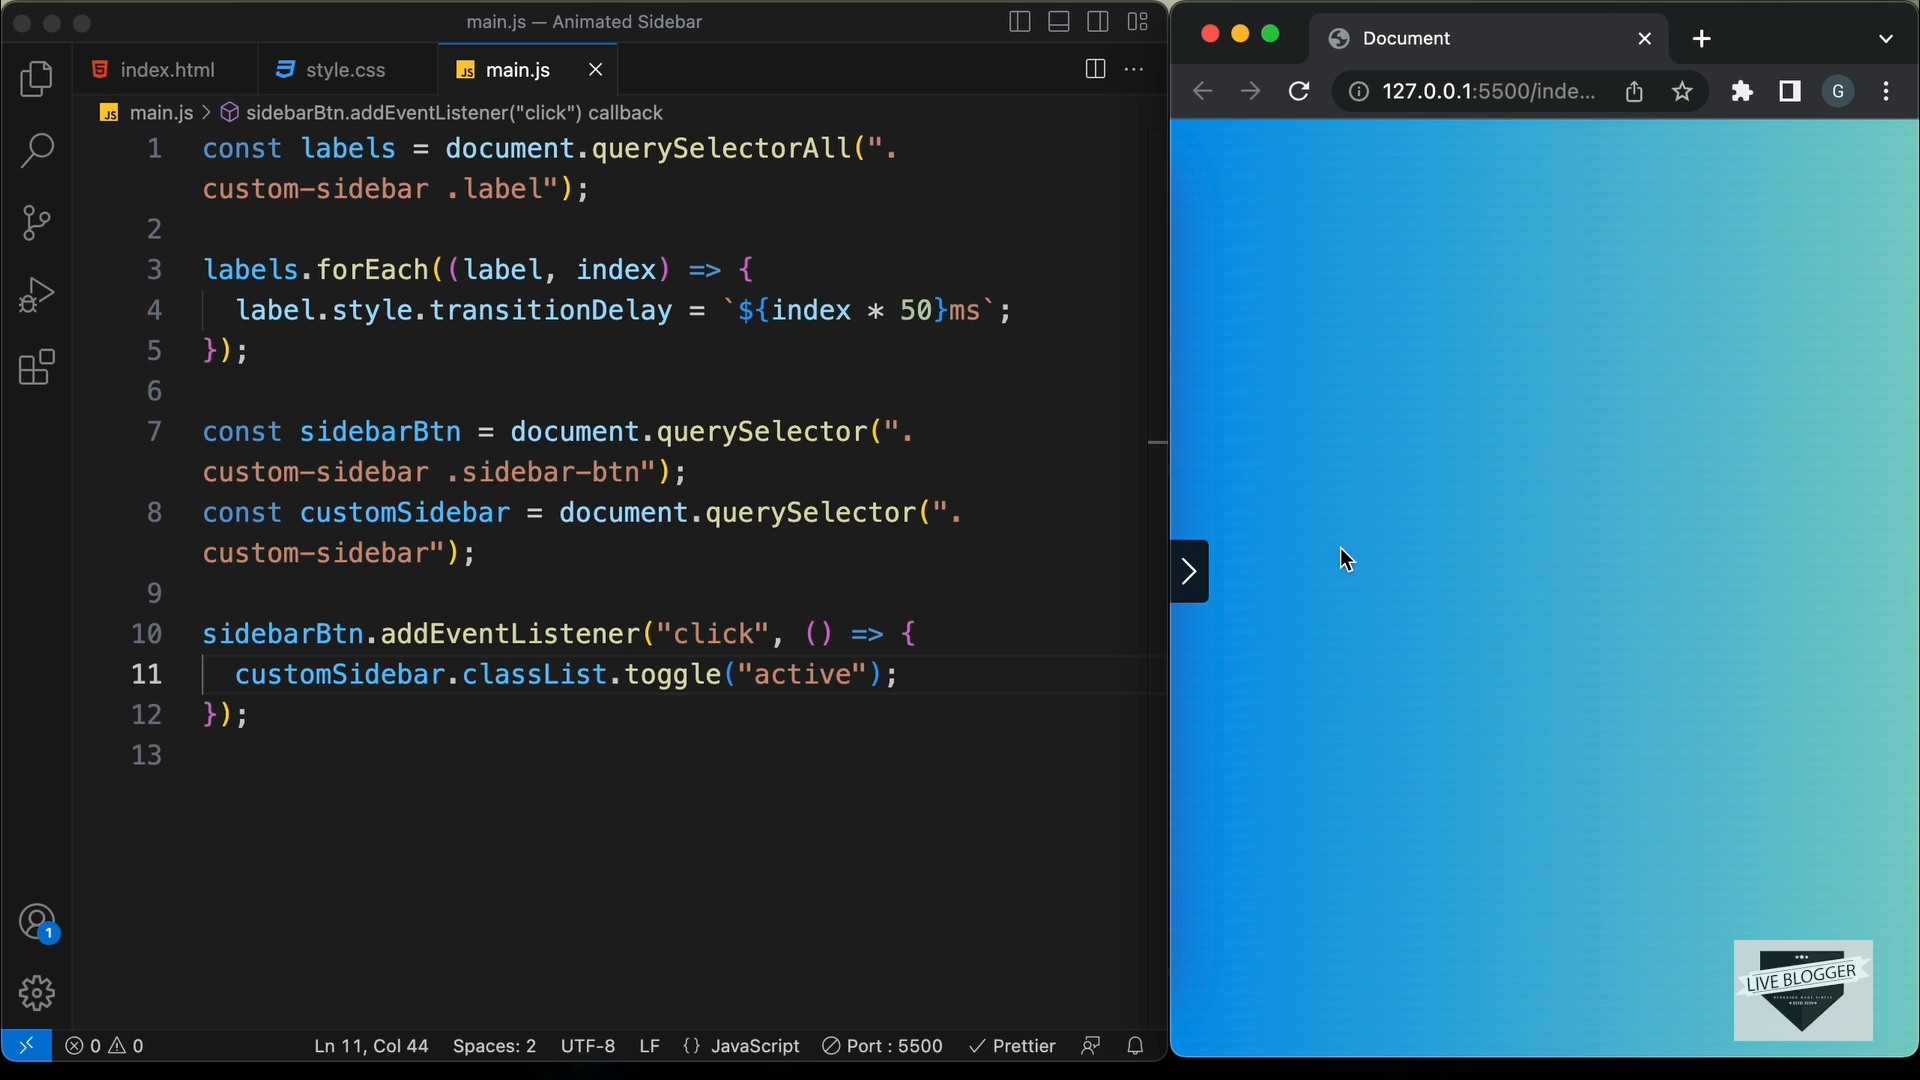 main.js — Animated Sidebar
index.html
style.css
JS main.js
JS main.js > sidebarBtn.addEventListener("click") callback
1 const labels = document.querySelectorAll(".
custom-sidebar .label");
2
3 labels.forEach((label, index) => {
4 label.style.transitionDelay = `${index * 50}ms`;
5 });
6
7 const sidebarBtn = document.querySelector(".
custom-sidebar .sidebar-btn");
8 const customSidebar = document.querySelector(".
custom-sidebar");
9
10 sidebarBtn.addEventListener("click", () => {
11 customSidebar.classList.toggle("active");
12 });
13
1
0 0 Ln 11, Col 44 Spaces: 2 UTF-8 LF {} JavaScript Port : 5500 Prettier
Document
127.0.0.1:5500/inde...
G
LIVE BLOGGER